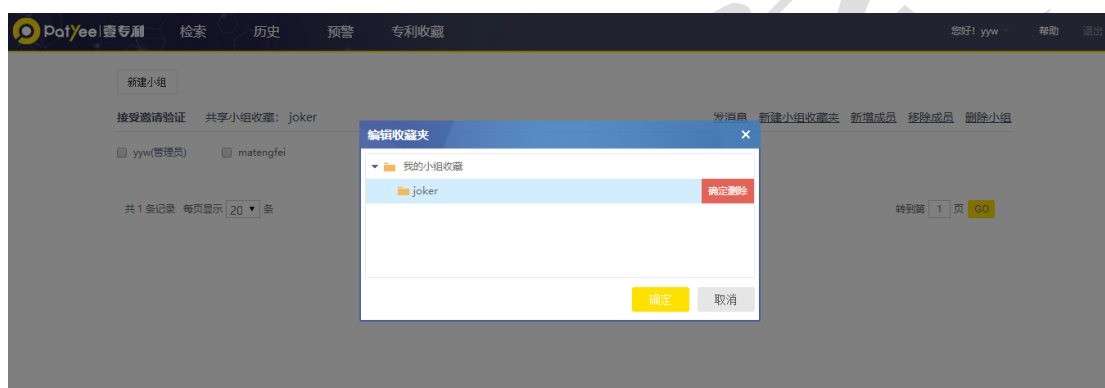 Patyee|壹专利 检索 历史 预警 专利收藏 您好！yyw 帮助 退出
新建小组
接受邀请验证 共享小组收藏：joker 发消息 新建小组收藏夹 新增成员 移除成员 删除小组
编辑收藏夹 ×
yyw(管理员) matengfei
我的小组收藏
joker 确定删除
共1条记录 每页显示 20 条 转到第 1 页 GO
确定 取消